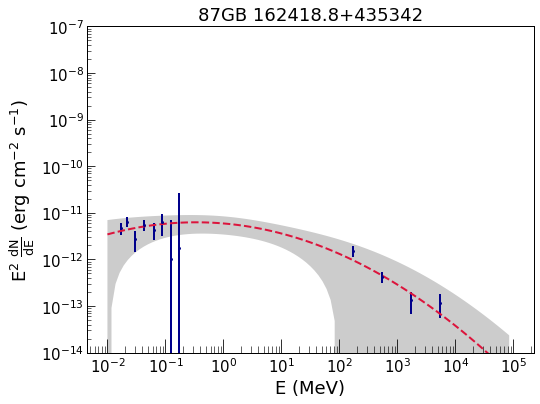 87GB 162418.8+435342
E² dN/dE (erg cm⁻² s⁻¹)
10⁻⁷
10⁻⁸
10⁻⁹
10⁻¹⁰
10⁻¹¹
10⁻¹²
10⁻¹³
10⁻¹⁴
10⁻² 10⁻¹ 10⁰ 10¹ 10² 10³ 10⁴ 10⁵
E (MeV)